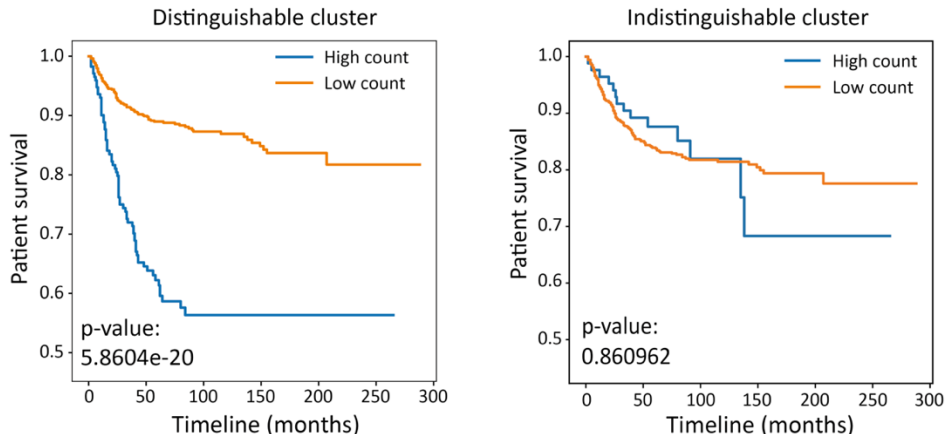 Distinguishable cluster
High count
Low count
Patient survival
1.0
0.9
0.8
0.7
0.6
0.5
p-value:
5.8604e-20
0 50 100 150 200 250 300
Timeline (months)
Indistinguishable cluster
High count
Low count
Patient survival
1.0
0.9
0.8
0.7
0.6
0.5
p-value:
0.860962
0 50 100 150 200 250 300
Timeline (months)